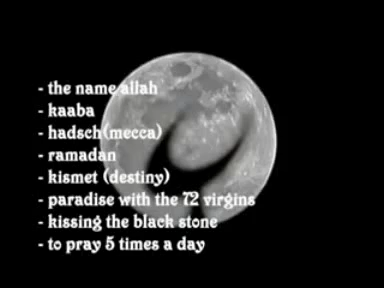 - the name allah
- kaaba
- hadsch(mecca)
- ramadan
- kismet (destiny)
- paradise with the 72 virgins
- kissing the black stone
- to pray 5 times a day